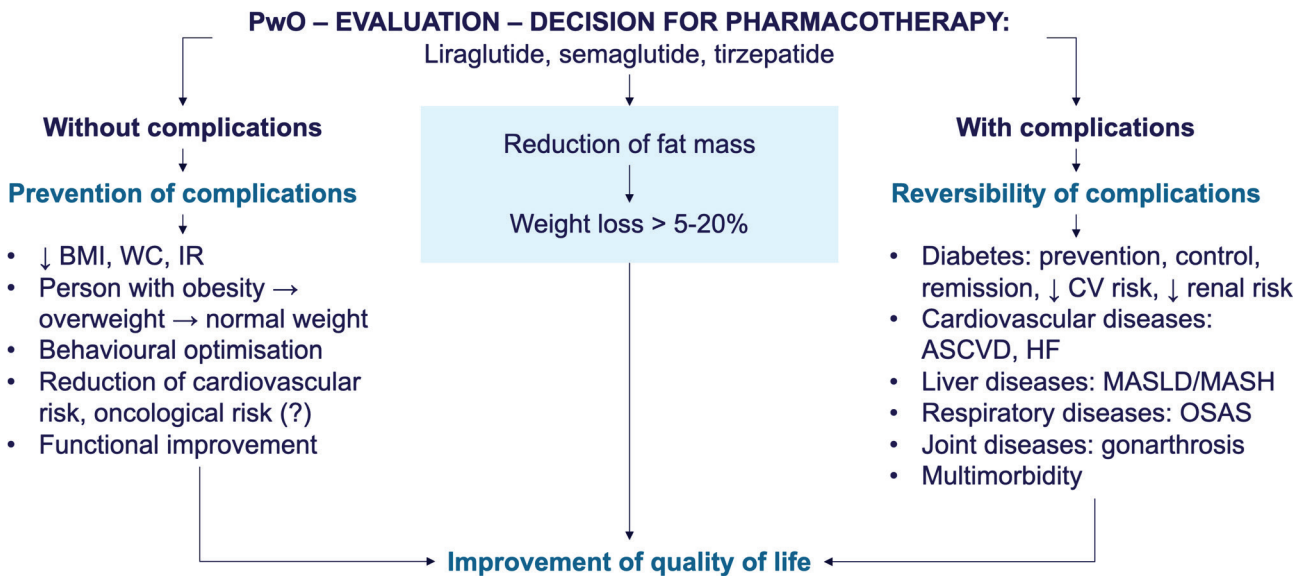 PwO – EVALUATION – DECISION FOR PHARMACOTHERAPY:
Liraglutide, semaglutide, tirzepatide
Without complications
Prevention of complications
• ↓ BMI, WC, IR
• Person with obesity →
overweight → normal weight
• Behavioural optimisation
• Reduction of cardiovascular
risk, oncological risk (?)
• Functional improvement
Reduction of fat mass
Weight loss > 5-20%
With complications
Reversibility of complications
• Diabetes: prevention, control,
remission, ↓ CV risk, ↓ renal risk
• Cardiovascular diseases:
ASCVD, HF
• Liver diseases: MASLD/MASH
• Respiratory diseases: OSAS
• Joint diseases: gonarthrosis
• Multimorbidity
Improvement of quality of life